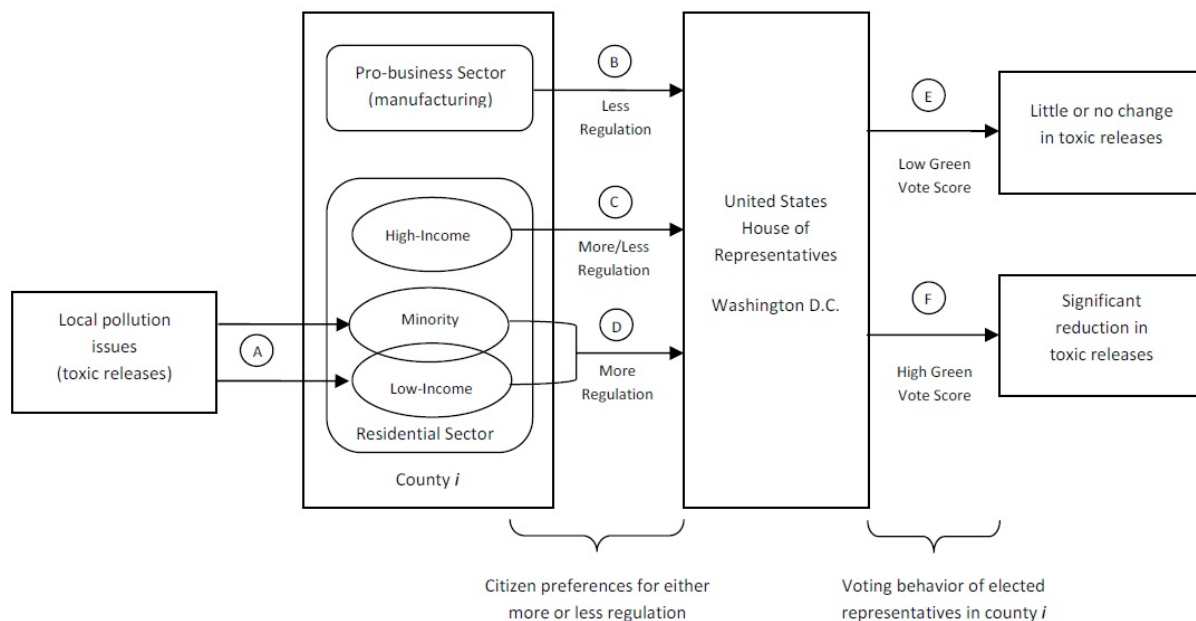 Local pollution
issues
(toxic releases)
A
Pro-business Sector
(manufacturing)
High-Income
Minority
Low-Income
Residential Sector
County i
B
Less
Regulation
C
More/Less
Regulation
D
More
Regulation
United States
House of
Representatives
Washington D.C.
E
Low Green
Vote Score
F
High Green
Vote Score
Little or no change
in toxic releases
Significant
reduction in
toxic releases
Citizen preferences for either
more or less regulation
Voting behavior of elected
representatives in county i